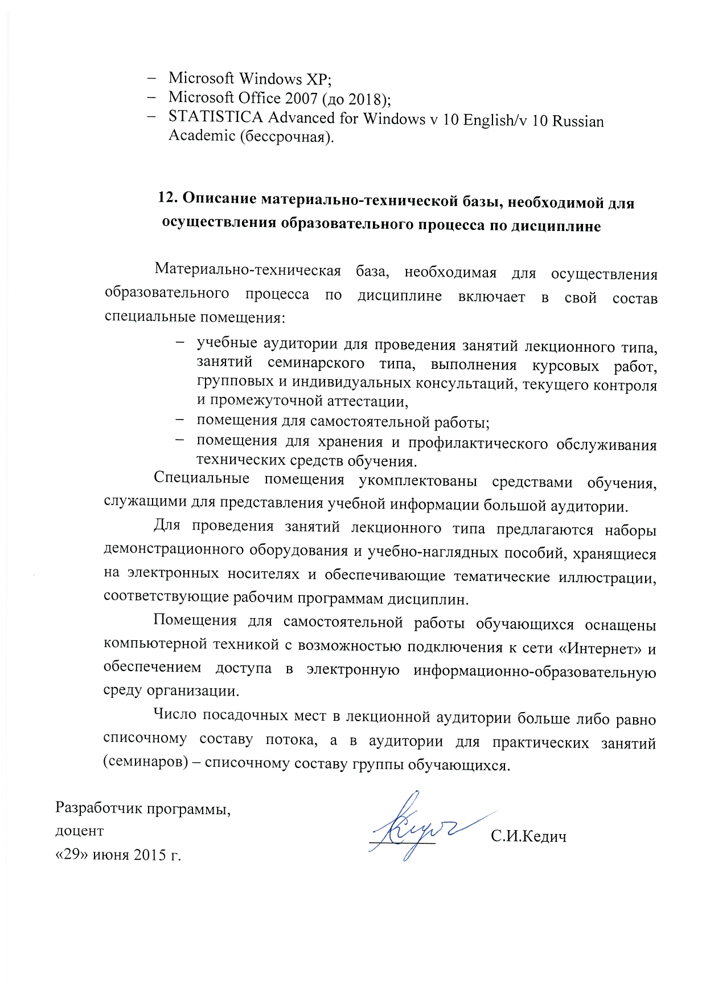 – Microsoft Windows XP;
– Microsoft Office 2007 (до 2018);
– STATISTICA Advanced for Windows v 10 English/v 10 Russian
Academic (бессрочная).
12. Описание материально-технической базы, необходимой для
осуществления образовательного процесса по дисциплине
Материально-техническая база, необходимая для осуществления
образовательного процесса по дисциплине включает в свой состав
специальные помещения:
– учебные аудитории для проведения занятий лекционного типа,
занятий семинарского типа, выполнения курсовых работ,
групповых и индивидуальных консультаций, текущего контроля
и промежуточной аттестации,
– помещения для самостоятельной работы;
– помещения для хранения и профилактического обслуживания
технических средств обучения.
Специальные помещения укомплектованы средствами обучения,
служащими для представления учебной информации большой аудитории.
Для проведения занятий лекционного типа предлагаются наборы
демонстрационного оборудования и учебно-наглядных пособий, хранящиеся
на электронных носителях и обеспечивающие тематические иллюстрации,
соответствующие рабочим программам дисциплин.
Помещения для самостоятельной работы обучающихся оснащены
компьютерной техникой с возможностью подключения к сети «Интернет» и
обеспечением доступа в электронную информационно-образовательную
среду организации.
Число посадочных мест в лекционной аудитории больше либо равно
списочному составу потока, а в аудитории для практических занятий
(семинаров) – списочному составу группы обучающихся.
Разработчик программы,
доцент
С.И.Кедич
«29» июня 2015 г.